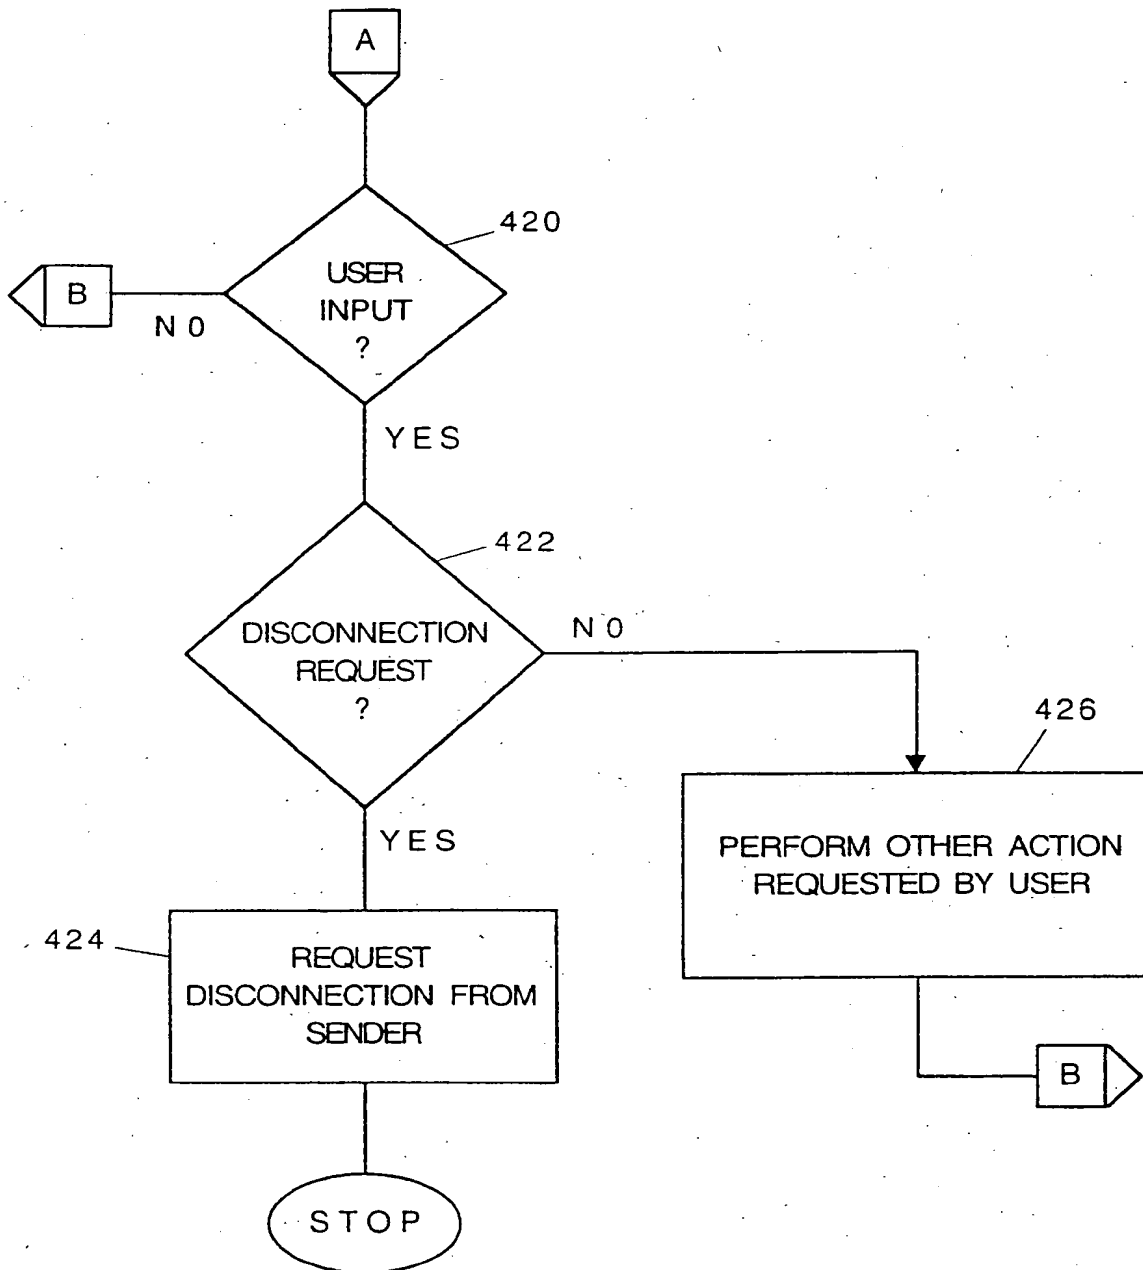 A
420
USER
INPUT
?
B
NO
YES
422
DISCONNECTION
REQUEST
?
NO
426
YES
PERFORM OTHER ACTION
REQUESTED BY USER
424
REQUEST
DISCONNECTION FROM
SENDER
B
STOP